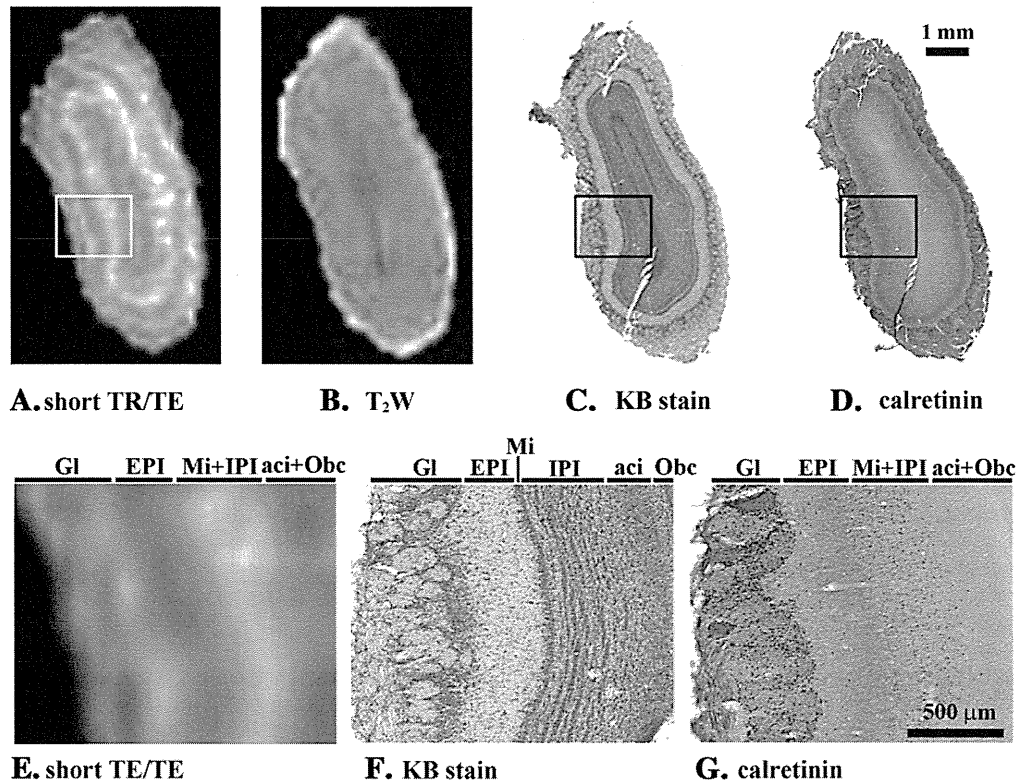 1 mm
A. short TR/TE
B. T₂W
C. KB stain
D. calretinin
Mi
Gl EPI Mi+IPI aci+Obc
Gl EPI IPI aci Obc
Gl EPI Mi+IPI aci+Obc
500 µm
E. short TE/TE
F. KB stain
G. calretinin